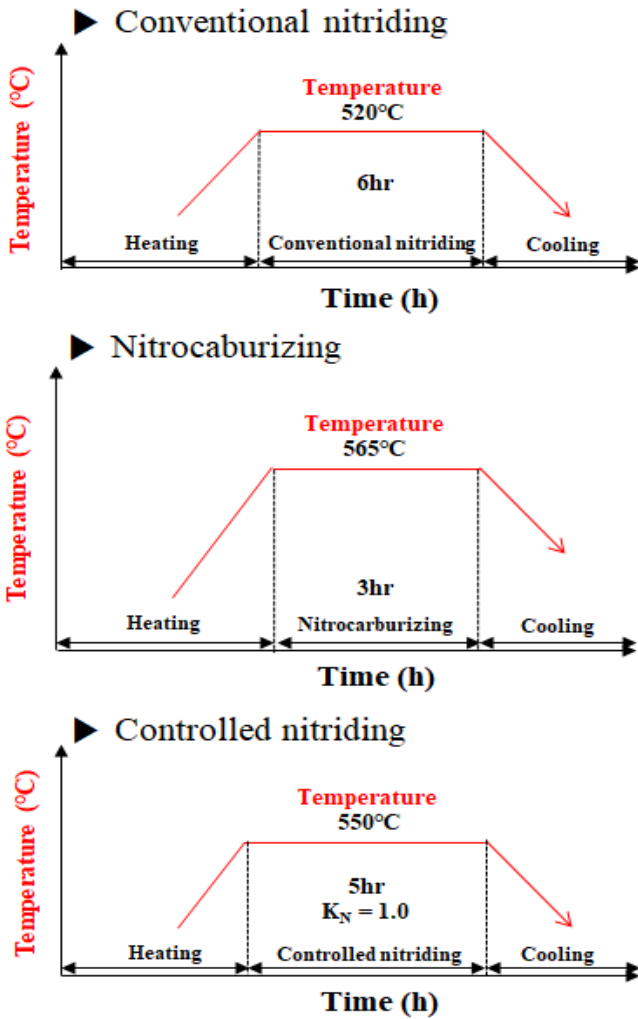 ► Conventional nitriding
Temperature (°C)
Temperature
520°C
6hr
Heating
Conventional nitriding
Cooling
Time (h)
► Nitrocaburizing
Temperature (°C)
Temperature
565°C
3hr
Heating
Nitrocarburizing
Cooling
Time (h)
► Controlled nitriding
Temperature (°C)
Temperature
550°C
5hr
K_N = 1.0
Heating
Controlled nitriding
Cooling
Time (h)